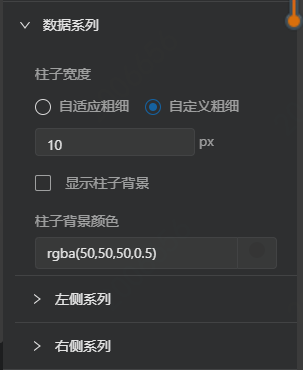 数据系列
柱子宽度
自适应粗细 自定义粗细
10 px
显示柱子背景
柱子背景颜色
rgba(50,50,50,0.5)
左侧系列
右侧系列